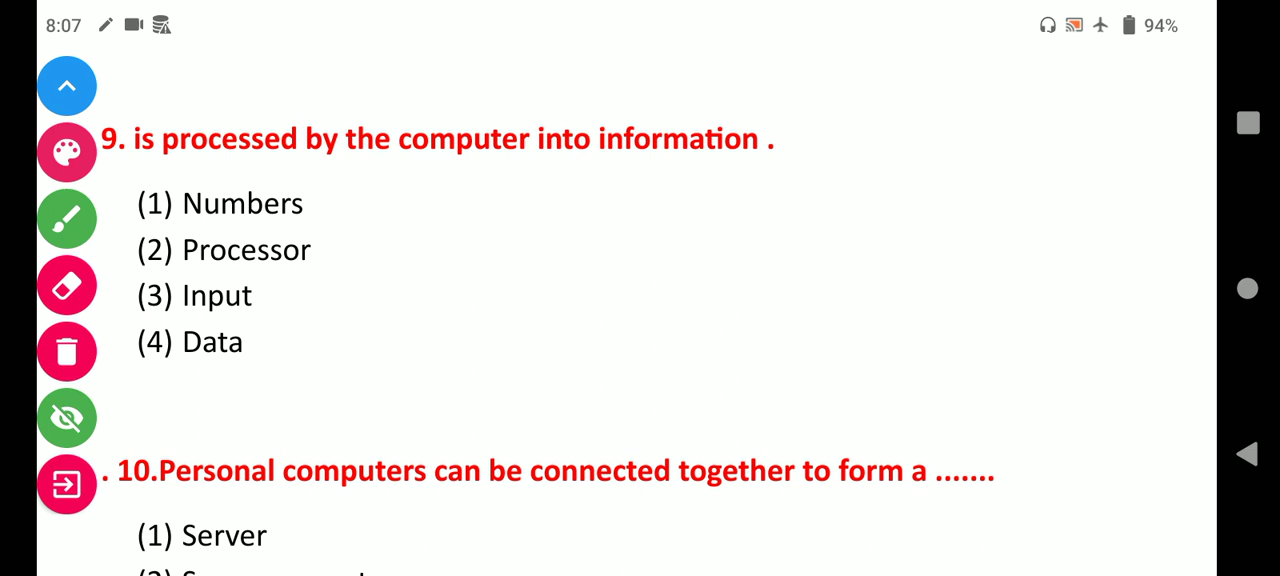 8:07
94%
9. is processed by the computer into information .
(1) Numbers
(2) Processor
(3) Input
(4) Data
. 10.Personal computers can be connected together to form a .......
(1) Server